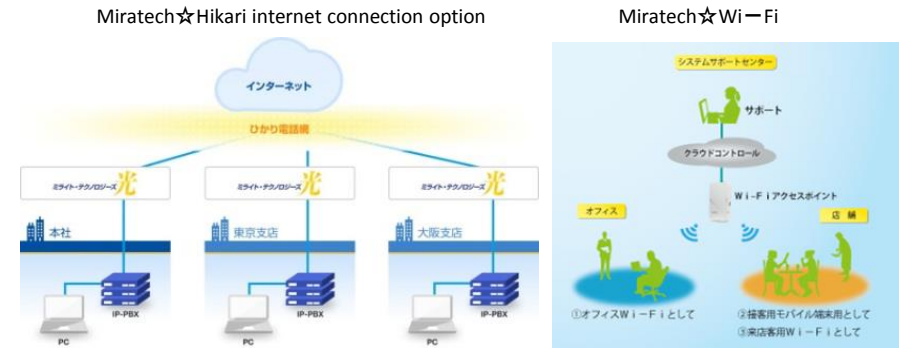 Miratech☆Hikari internet connection option
Miratech☆Wi－Fi
インターネット
ひかり電話網
ミライト・テクノロジーズ光
ミライト・テクノロジーズ光
ミライト・テクノロジーズ光
本社
東京支店
大阪支店
IP-PBX
PC
IP-PBX
PC
IP-PBX
PC
システムサポートセンター
サポート
クラウドコントロール
Ｗｉ-Ｆｉアクセスポイント
オフィス
店 舗
①オフィスＷｉ－Ｆｉとして
②接客用モバイル端末用として
③来店客用Ｗｉ－Ｆｉとして